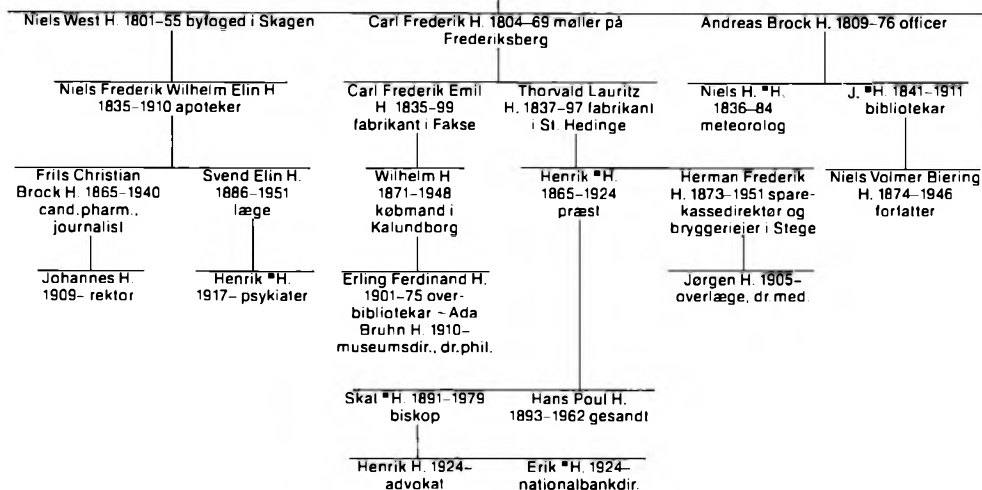 Niels West H. 1801–55 byfoged i Skagen
Carl Frederik H. 1804–69 møller på
Frederiksberg
Andreas Brock H. 1809–76 officer
Niels Frederik Wilhelm Elin H
1835-1910 apoteker
Carl Frederik Emil
H 1835-99
fabrikant i Fakse
Thorvald Lauritz
H. 1837-97 fabrikant
i St. Hedinge
Niels H. ■H.
1836–84
meteorolog
J. ■H. 1841-1911
bibliotekar
Frils Christian
Brock H. 1865-1940
cand.pharm.,
journalist
Svend Elin H.
1886-1951
læge
Wilhelm H
1871-1948
købmand i
Kalundborg
Henrik ■H.
1865-1924
præst
Herman Frederik
H. 1873–1951 spare-
kassedirektør og
bryggeriejer i Stege
Niels Volmer Biering
H. 1874-1946
forfatter
Johannes H.
1909– rektor
Henrik ■H.
1917– psykiater
Erling Ferdinand H.
1901-75 over-
bibliotekar ~ Ada
Bruhn H. 1910–
museumsdir., dr.phil.
Jørgen H. 1905–
overlæge, dr.med.
Skat ■H. 1891-1979
biskop
Hans Poul H.
1893–1962 gesandt
Henrik H. 1924–
advokat
Erik ■H. 1924–
nationalbankdir.